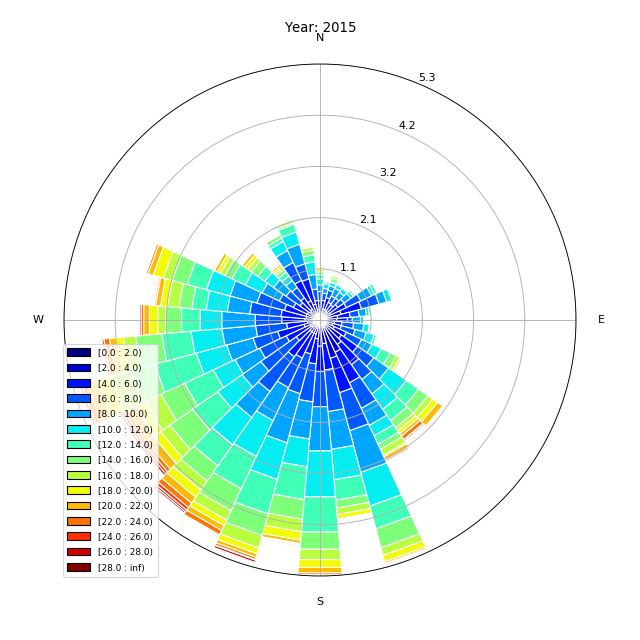 Year: 2015
N
5.3
4.2
3.2
2.1
1.1
W
E
[0.0 : 2.0)
[2.0 : 4.0)
[4.0 : 6.0)
[6.0 : 8.0)
[8.0 : 10.0)
[10.0 : 12.0)
[12.0 : 14.0)
[14.0 : 16.0)
[16.0 : 18.0)
[18.0 : 20.0)
[20.0 : 22.0)
[22.0 : 24.0)
[24.0 : 26.0)
[26.0 : 28.0)
[28.0 : inf)
S